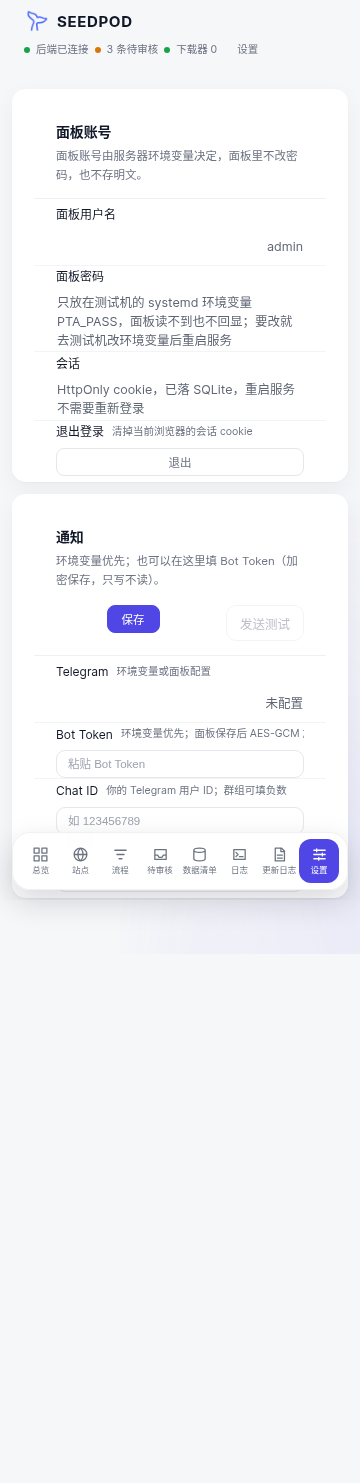 SEEDPOD
后端已连接 3 条待审核 下载器 0 设置
面板账号
面板账号由服务器环境变量决定，面板里不改密
码，也不存明文。
面板用户名
admin
面板密码
只放在测试机的 systemd 环境变量
PTA_PASS，面板读不到也不回显；要改就
去测试机改环境变量后重启服务
会话
HttpOnly cookie，已落 SQLite，重启服务
不需要重新登录
退出登录 清掉当前浏览器的会话 cookie
退出
通知
环境变量优先；也可以在这里填 Bot Token（加
密保存，只写不读）。
保存 发送测试
Telegram 环境变量或面板配置
未配置
Bot Token 环境变量优先；面板保存后 AES-GCM
粘贴 Bot Token
Chat ID 你的 Telegram 用户 ID；群组可填负数
如 123456789
总览 站点 流程 待审核 数据清单 日志 更新日志 设置